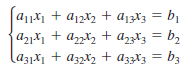 a₁₁x₁ + a₁₂x₂ + a₁₃x₃ = b₁
a₂₁x₁ + a₂₂x₂ + a₂₃x₃ = b₂
a₃₁x₁ + a₃₂x₂ + a₃₃x₃ = b₃